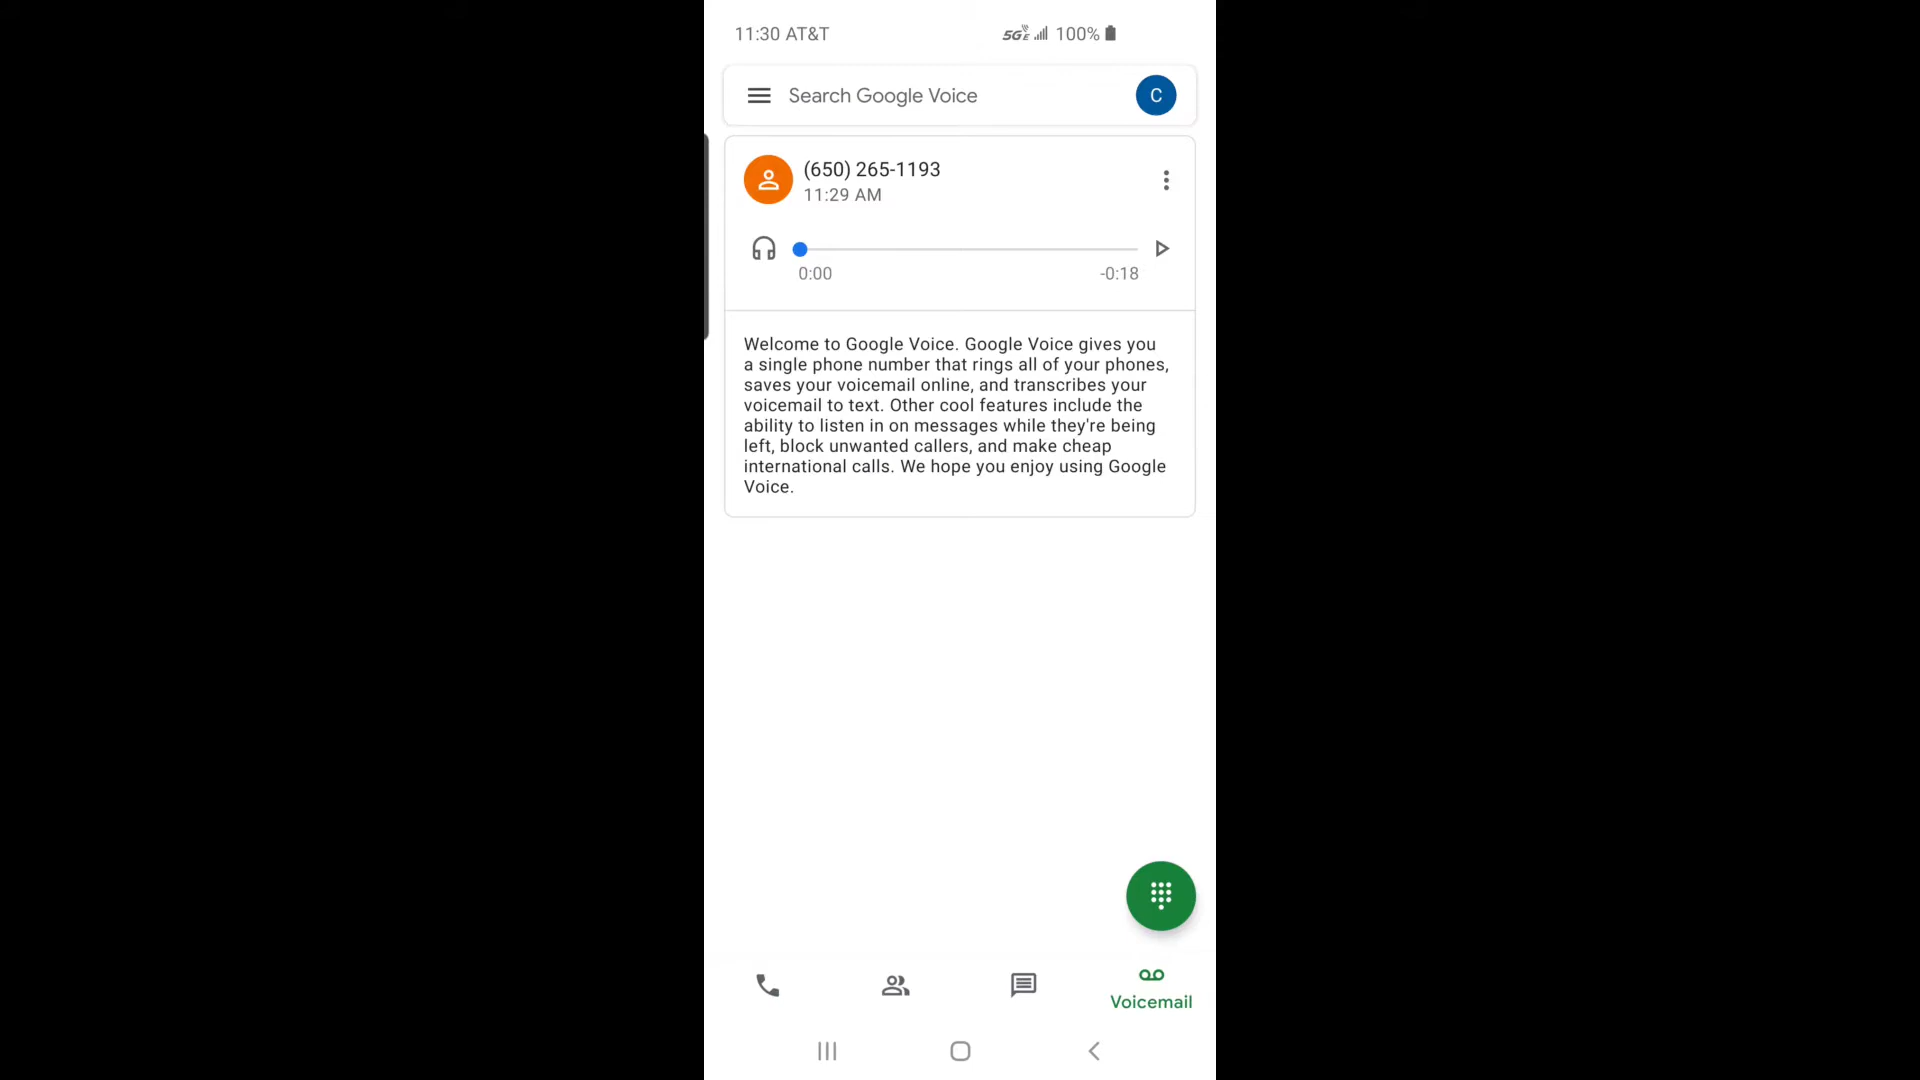 11:30 AT&T
5GE 100%
Search Google Voice
C
(650) 265-1193
11:29 AM
0:00
-0:18
Welcome to Google Voice. Google Voice gives you
a single phone number that rings all of your phones,
saves your voicemail online, and transcribes your
voicemail to text. Other cool features include the
ability to listen in on messages while they're being
left, block unwanted callers, and make cheap
international calls. We hope you enjoy using Google
Voice.
Voicemail